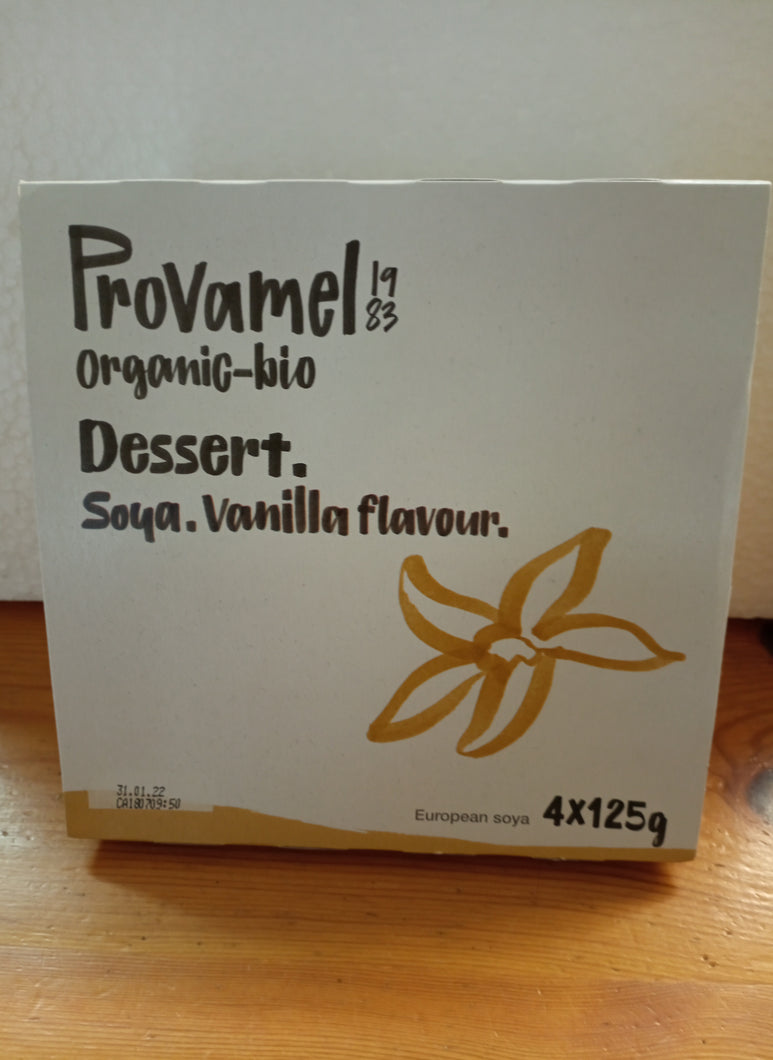 Provamel 19
83
organic-bio
Dessert.
Soya. Vanilla flavour.
31.01.22
CA180709:50
European soya 4X125g